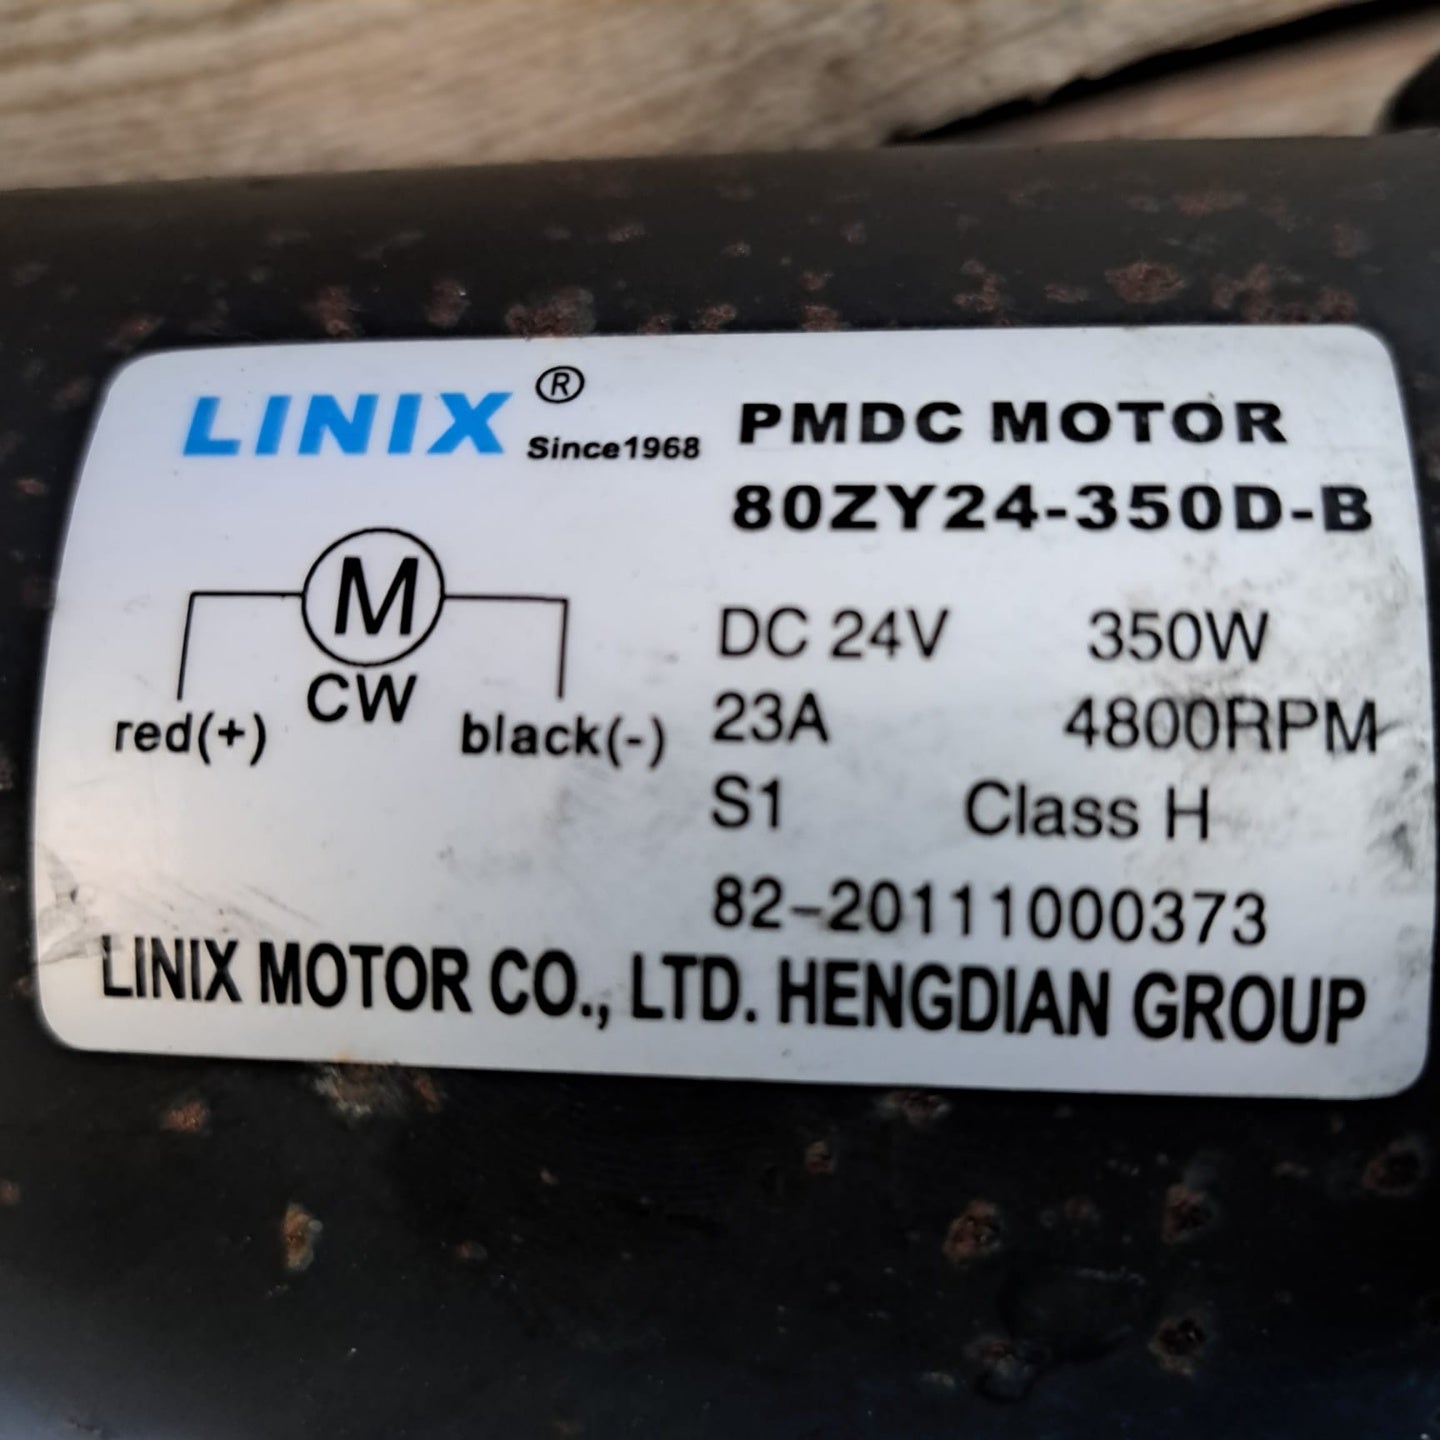 LINIX® Since1968 PMDC MOTOR
80ZY24-350D-B
M
CW
red(+) black(-)
DC 24V 350W
23A 4800RPM
S1 Class H
82-20111000373
LINIX MOTOR CO., LTD. HENGDIAN GROUP